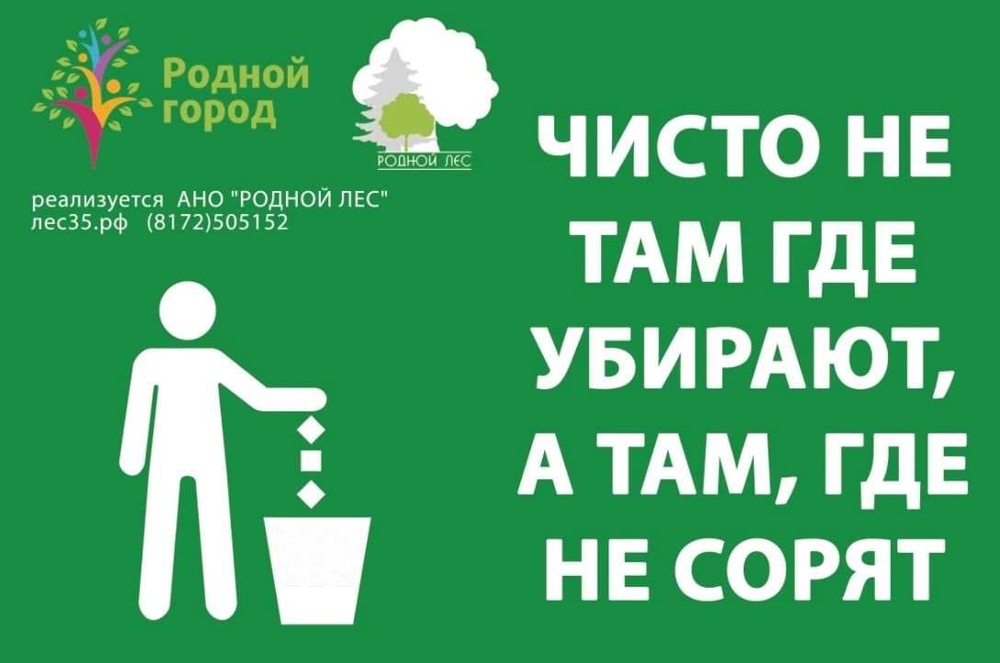 Родной
город
РОДНОЙ ЛЕС
реализуется АНО "РОДНОЙ ЛЕС"
лес35.рф (8172)505152
ЧИСТО НЕ
ТАМ ГДЕ
УБИРАЮТ,
А ТАМ, ГДЕ
НЕ СОРЯТ